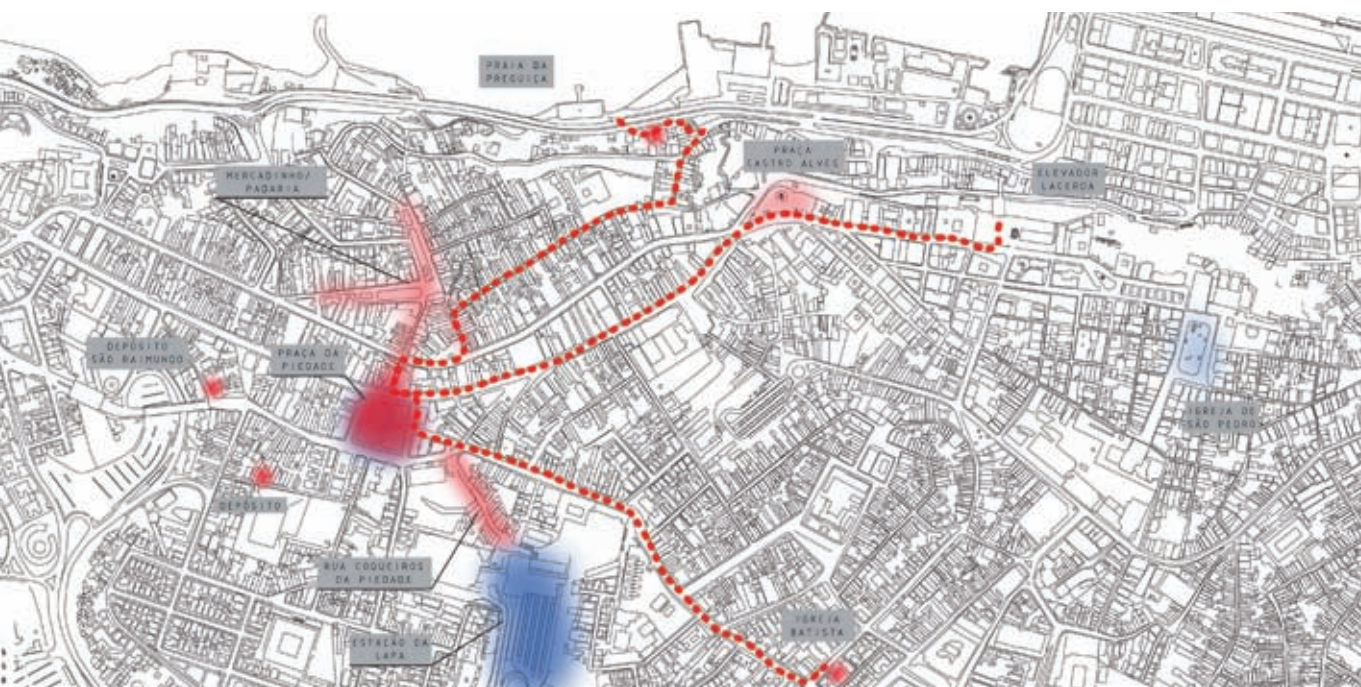 PRAIA DA
PREGUIÇA
PRAÇA
CASTRO ALVES
ELEVADOR
LACERDA
MERCADINHO/
PADARIA
DEPÓSITO
SÃO RAIMUNDO
PRAÇA DA
PIEDADE
IGREJA DE
SÃO PEDRO
DEPÓSITO
RUA COQUEIROS
DA PIEDADE
IGREJA
BATISTA
ESTAÇÃO DA
LAPA